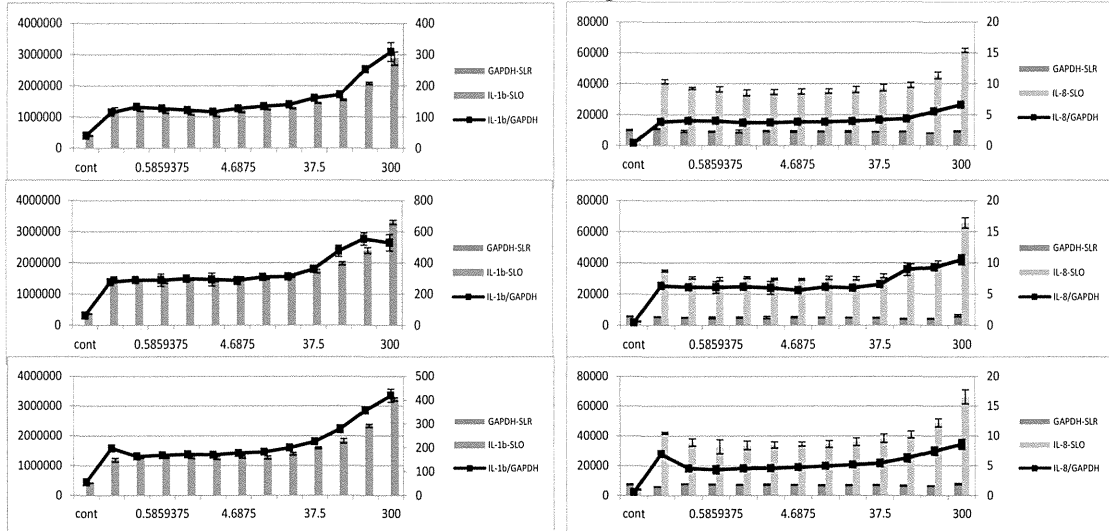 4000000 400
3000000 300
2000000 200
1000000 100
0 0
cont 0.5859375 4.6875 37.5 300
GAPDH-SLR
IL-1b-SLO
IL-1b/GAPDH
80000 20
60000 15
40000 10
20000 5
0 0
cont 0.5859375 4.6875 37.5 300
GAPDH-SLR
IL-8-SLO
IL-8/GAPDH
4000000 800
3000000 600
2000000 400
1000000 200
0 0
cont 0.5859375 4.6875 37.5 300
GAPDH-SLR
IL-1b-SLO
IL-1b/GAPDH
80000 20
60000 15
40000 10
20000 5
0 0
cont 0.5859375 4.6875 37.5 300
GAPDH-SLR
IL-8-SLO
IL-8/GAPDH
4000000 500
3000000 400
300
2000000 200
1000000 100
0 0
cont 0.5859375 4.6875 37.5 300
GAPDH-SLR
IL-1b-SLO
IL-1b/GAPDH
80000 20
60000 15
40000 10
20000 5
0 0
cont 0.5859375 4.6875 37.5 300
GAPDH-SLR
IL-8-SLO
IL-8/GAPDH